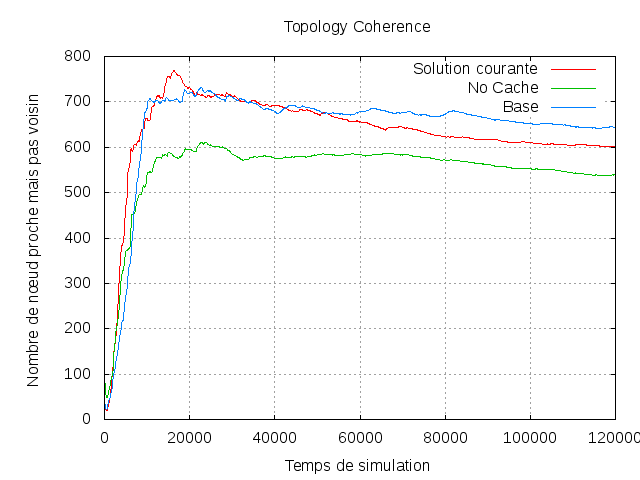 Topology Coherence
Solution courante
No Cache
Base
Nombre de nœud proche mais pas voisin
800
700
600
500
400
300
200
100
0
0 20000 40000 60000 80000 100000 120000
Temps de simulation